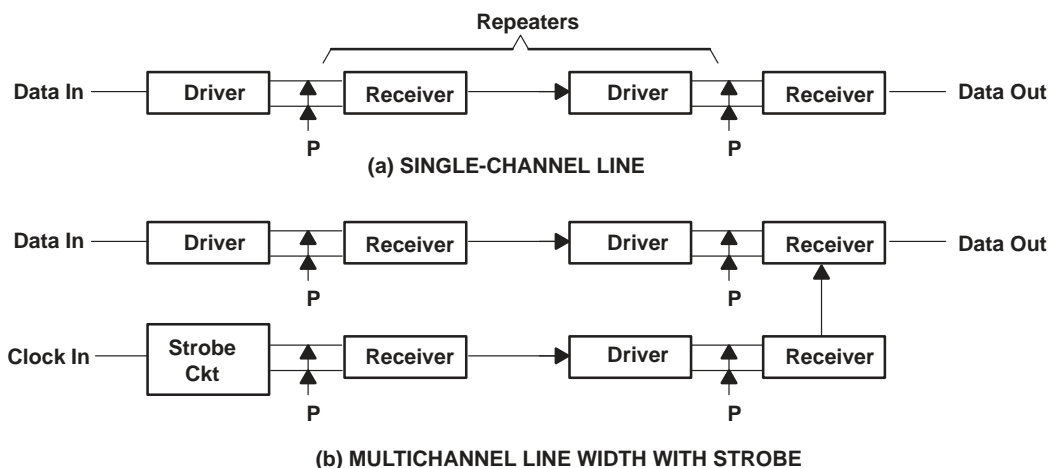 Repeaters
Data In Driver Receiver Driver Receiver Data Out
P P
(a) SINGLE-CHANNEL LINE
Data In Driver Receiver Driver Receiver Data Out
P P
Clock In Strobe Ckt Receiver Driver Receiver
P P
(b) MULTICHANNEL LINE WIDTH WITH STROBE